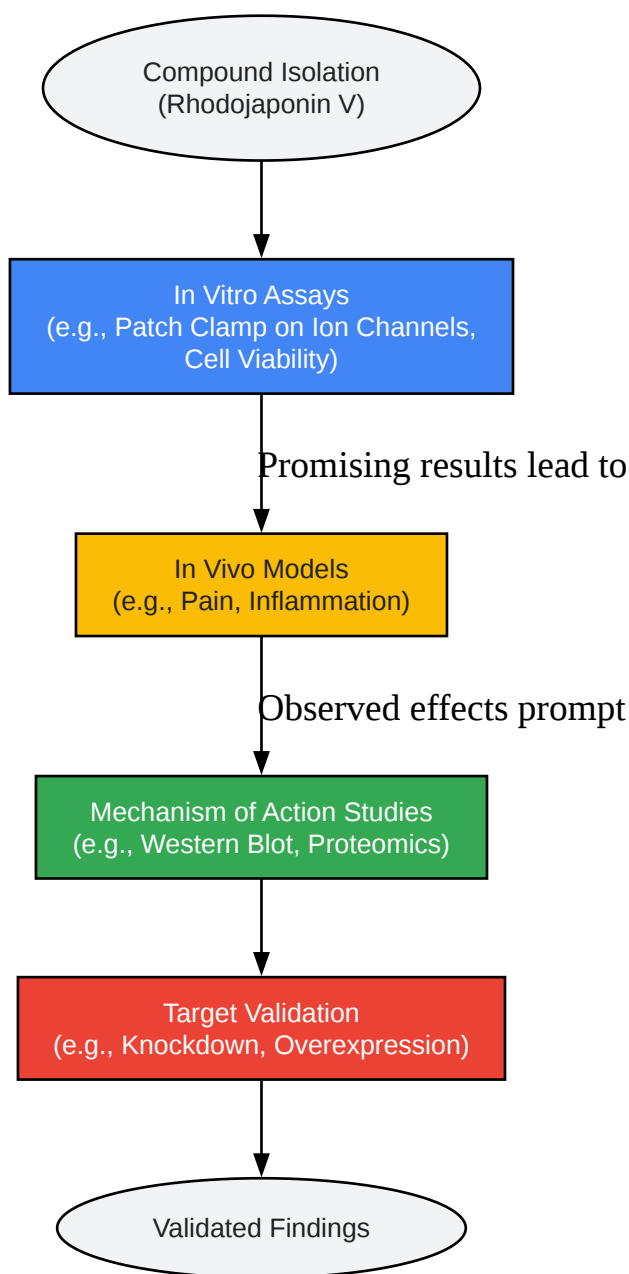 Compound Isolation
(Rhodojaponin V)
In Vitro Assays
(e.g., Patch Clamp on Ion Channels,
Cell Viability)
Promising results lead to
In Vivo Models
(e.g., Pain, Inflammation)
Observed effects prompt
Mechanism of Action Studies
(e.g., Western Blot, Proteomics)
Target Validation
(e.g., Knockdown, Overexpression)
Validated Findings